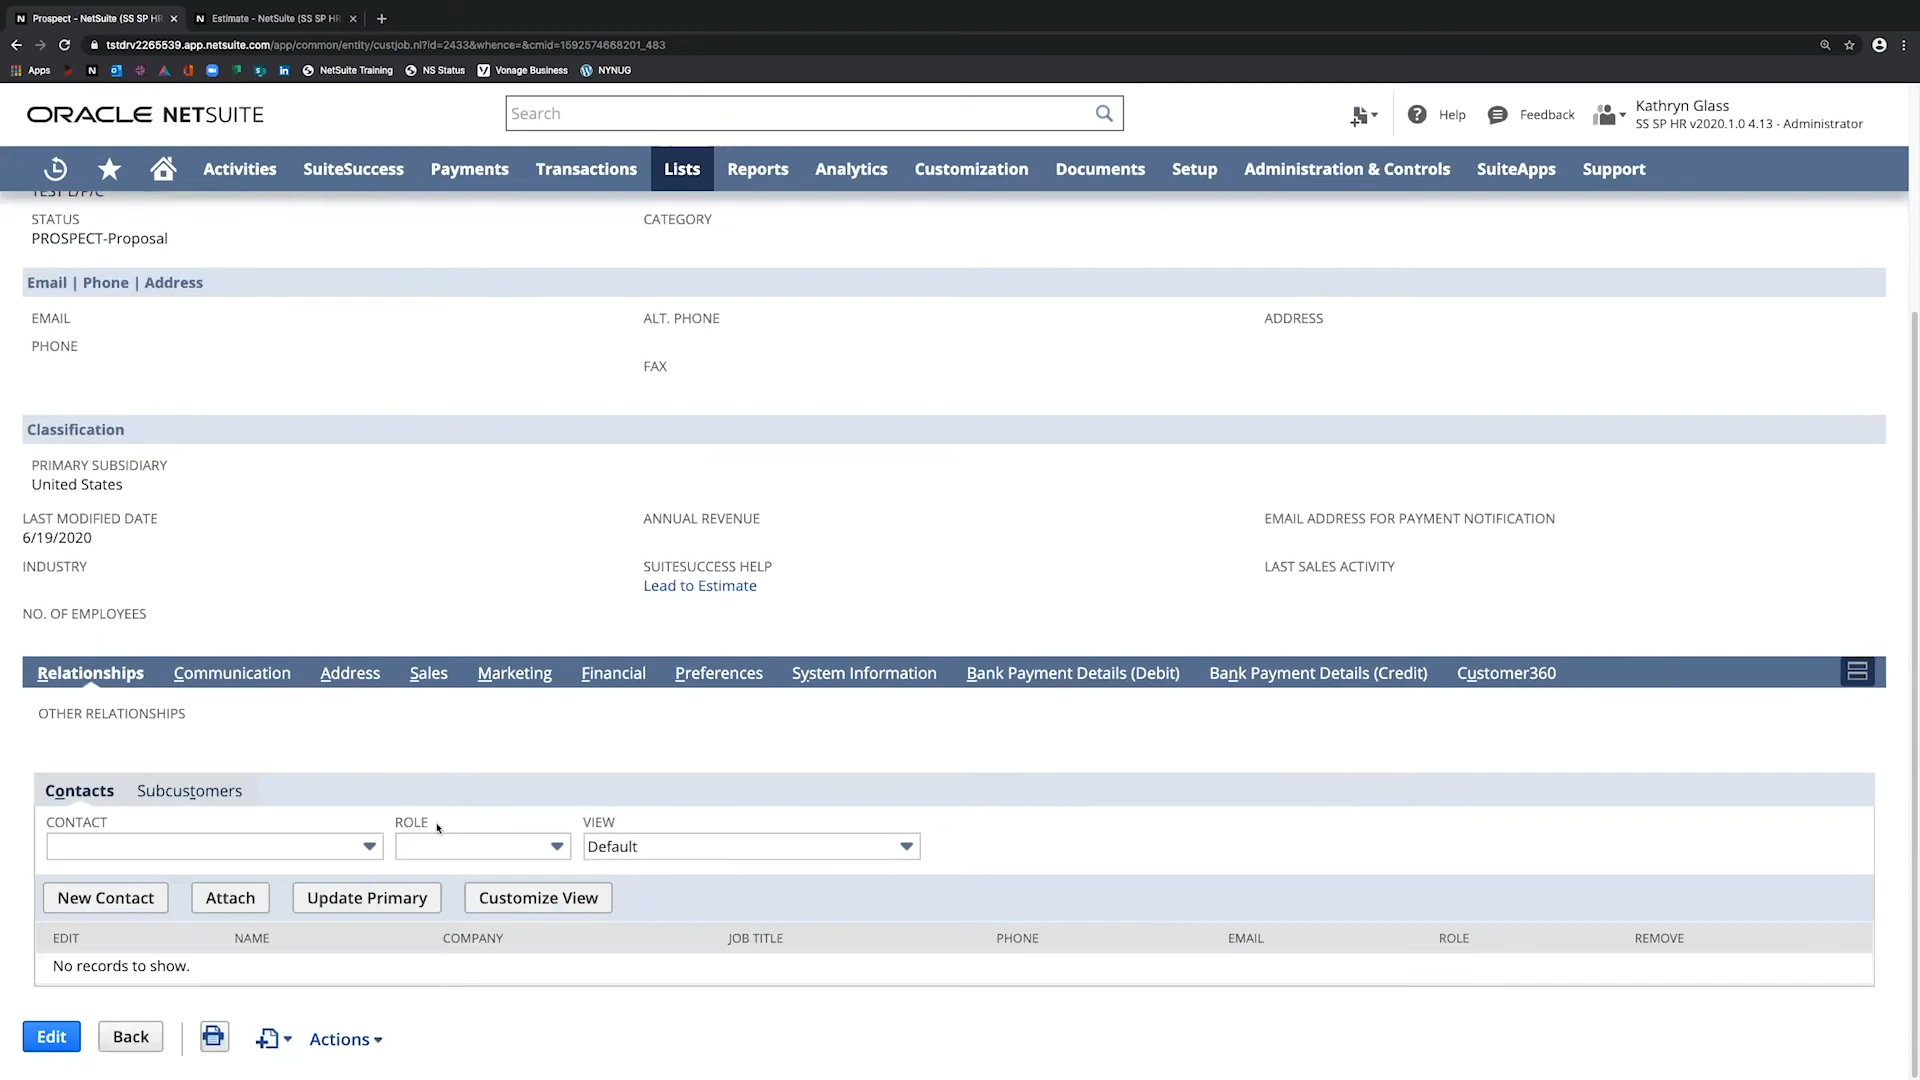 Prospect - NetSuite (SS SP HR
Estimate - NetSuite (SS SP HR
tstdrv2265539.app.netsuite.com/app/common/entity/custjob.nl?id=2433&whence=&cmid=1592574668201_483
Apps
NetSuite Training
NS Status
Vonage Business
NYNUG
ORACLE NETSUITE
Search
Help
Feedback
Kathryn Glass
SS SP HR v2020.1.0 4.13 - Administrator
Activities SuiteSuccess Payments Transactions Lists Reports Analytics Customization Documents Setup Administration & Controls SuiteApps Support
TEST L/P/C
STATUS
CATEGORY
PROSPECT-Proposal
Email | Phone | Address
EMAIL
ALT. PHONE
ADDRESS
PHONE
FAX
Classification
PRIMARY SUBSIDIARY
United States
LAST MODIFIED DATE
ANNUAL REVENUE
EMAIL ADDRESS FOR PAYMENT NOTIFICATION
6/19/2020
INDUSTRY
SUITESUCCESS HELP
LAST SALES ACTIVITY
Lead to Estimate
NO. OF EMPLOYEES
Relationships Communication Address Sales Marketing Financial Preferences System Information Bank Payment Details (Debit) Bank Payment Details (Credit) Customer360
OTHER RELATIONSHIPS
Contacts Subcustomers
CONTACT ROLE VIEW
Default
New Contact Attach Update Primary Customize View
EDIT NAME COMPANY JOB TITLE PHONE EMAIL ROLE REMOVE
No records to show.
Edit Back Actions